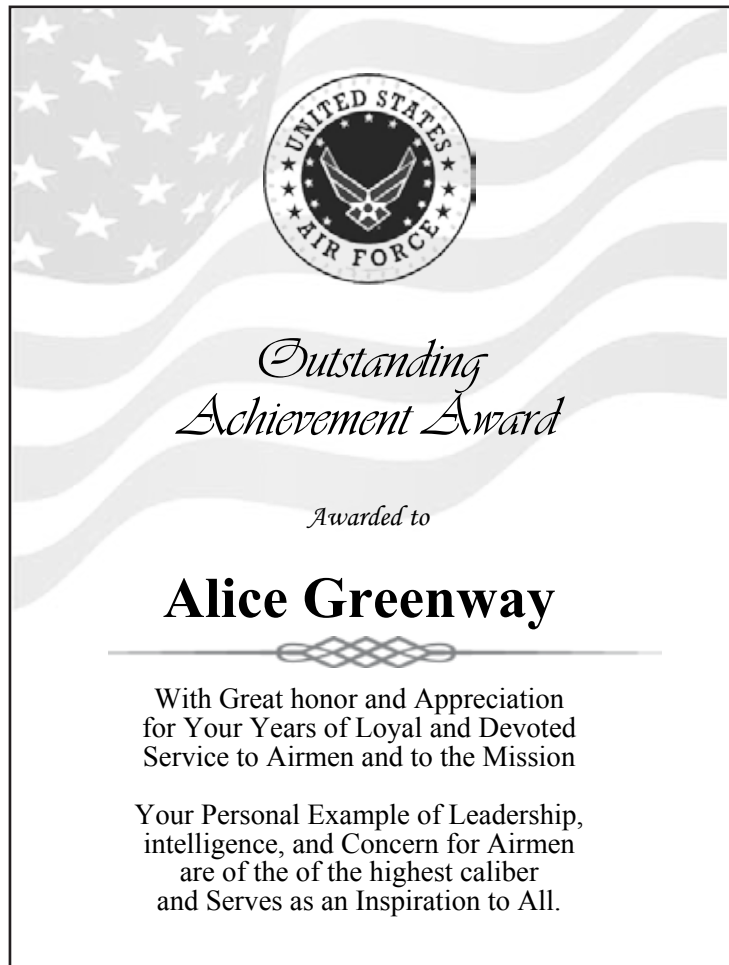 UNITED STATES
AIR FORCE
Outstanding
Achievement Award
Awarded to
Alice Greenway
With Great honor and Appreciation
for Your Years of Loyal and Devoted
Service to Airmen and to the Mission
Your Personal Example of Leadership,
intelligence, and Concern for Airmen
are of the of the highest caliber
and Serves as an Inspiration to All.